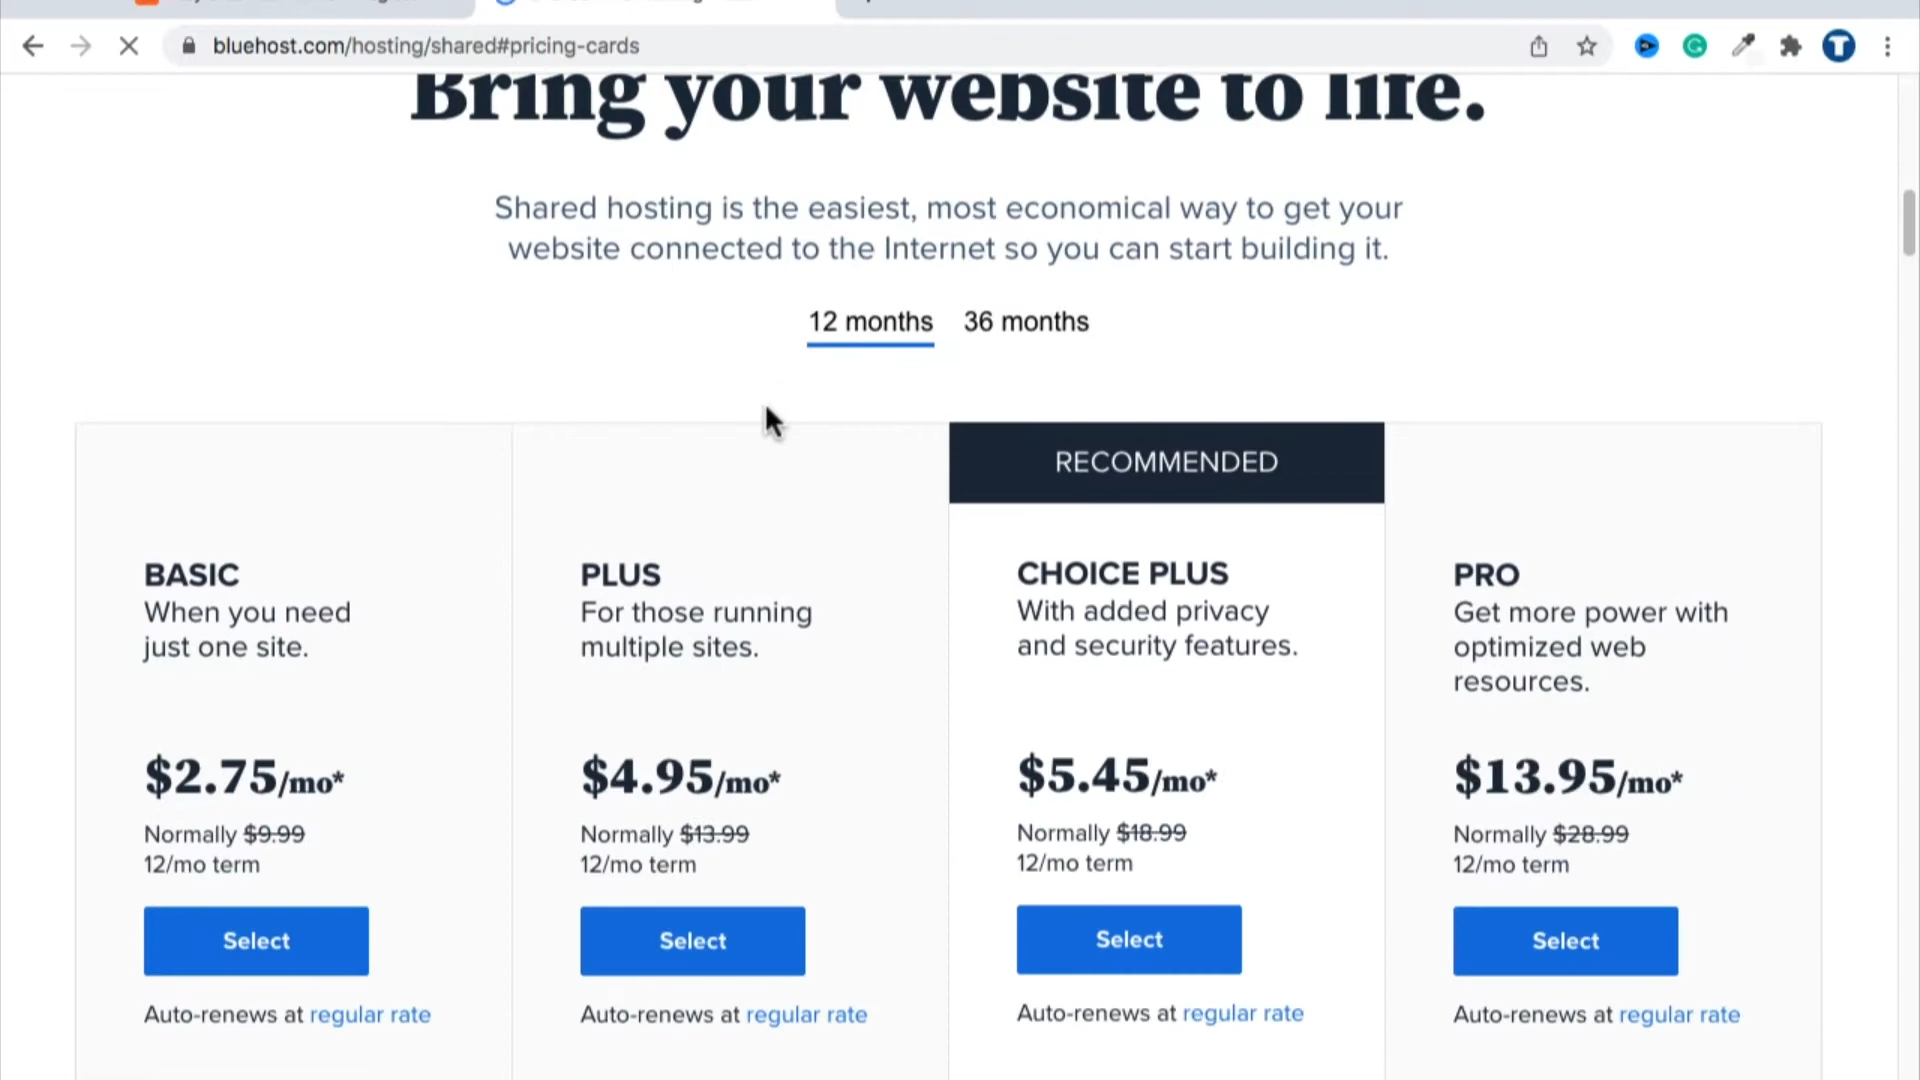 bluehost.com/hosting/shared#pricing-cards
Bring your website to life.
Shared hosting is the easiest, most economical way to get your
website connected to the Internet so you can start building it.
12 months 36 months
RECOMMENDED
BASIC
When you need
just one site.
$2.75/mo*
Normally $9.99
12/mo term
Select
Auto-renews at regular rate
PLUS
For those running
multiple sites.
$4.95/mo*
Normally $13.99
12/mo term
Select
Auto-renews at regular rate
CHOICE PLUS
With added privacy
and security features.
$5.45/mo*
Normally $18.99
12/mo term
Select
Auto-renews at regular rate
PRO
Get more power with
optimized web
resources.
$13.95/mo*
Normally $28.99
12/mo term
Select
Auto-renews at regular rate